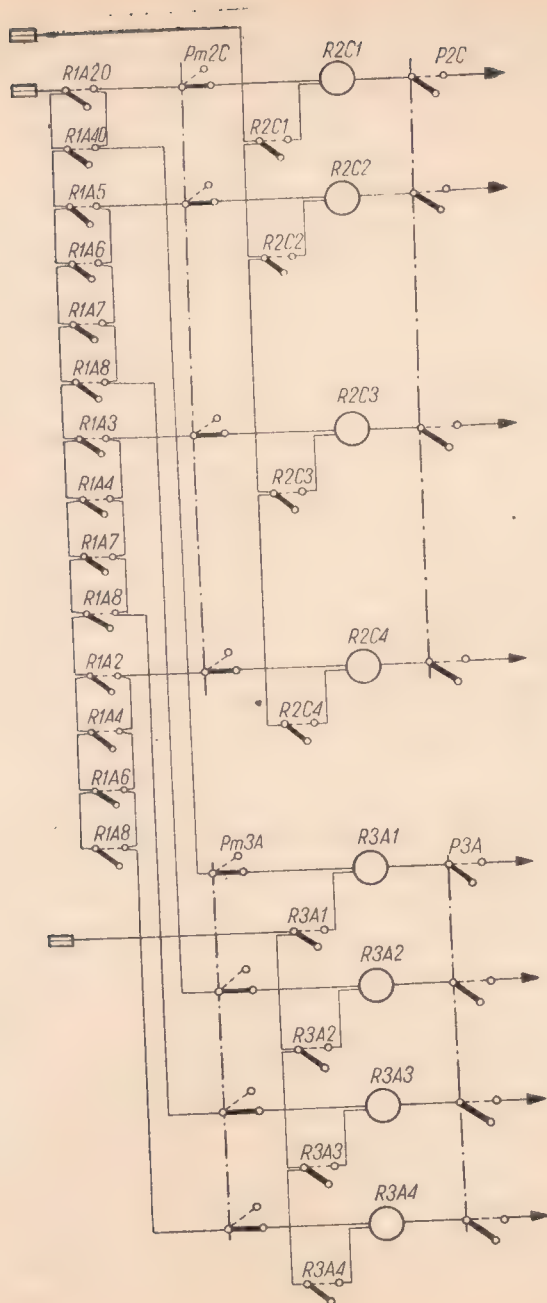 Pm2C R2C1 P2C
R1A20
R1A40 R2C1
R1A5 R2C2
R1A6 R2C2
R1A7
R1A8 R2C3
R1A3
R1A4 R2C3
R1A7
R1A8
R1A2 R2C4
R1A4 R2C4
R1A6
R1A8
Pm3A R3A1 P3A
R3A1
R3A2
R3A2
R3A3
R3A3
R3A4
R3A4